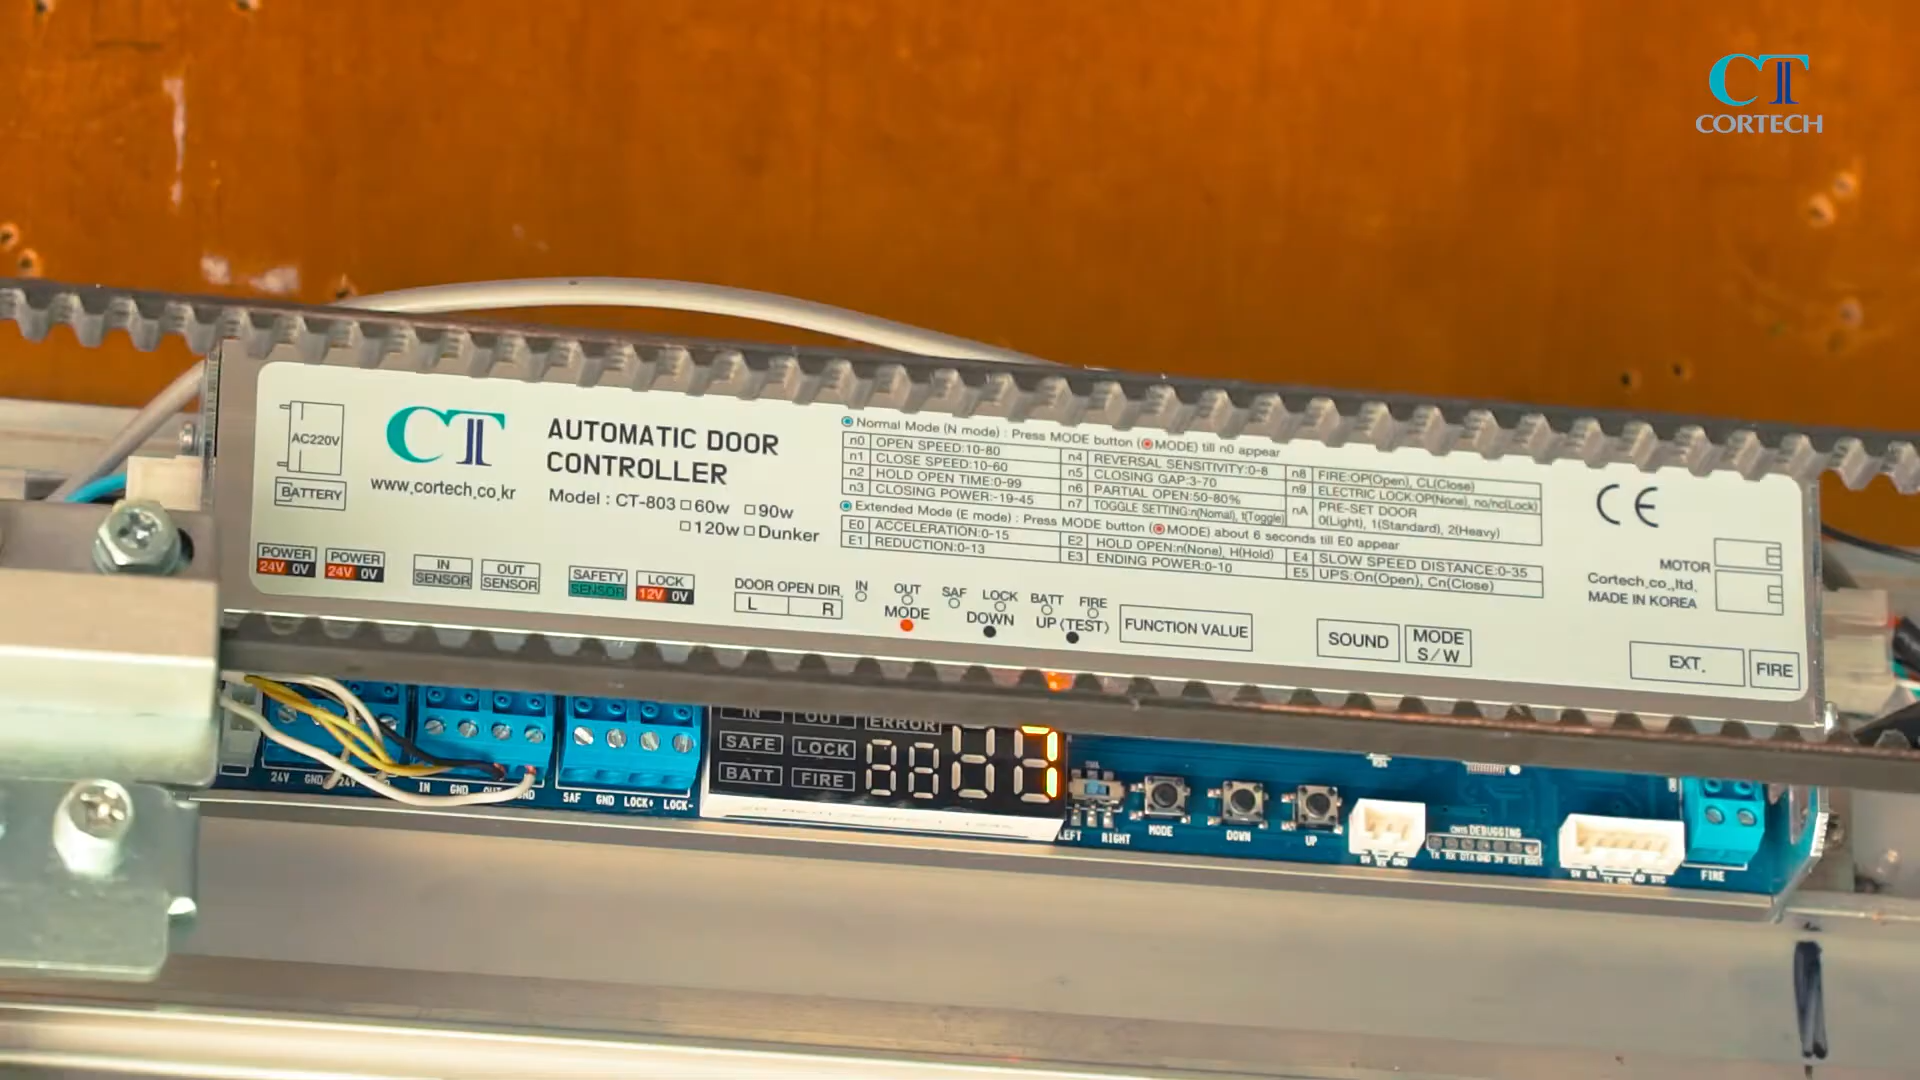 CT
CORTECH
AC220V
BATTERY
CT
www.cortech.co.kr
AUTOMATIC DOOR
CONTROLLER
Model : CT-803 □ 60w □ 90w
□ 120w □ Dunker
Normal Mode (N mode) : Press MODE button (MODE) till n0 appear
n0 OPEN SPEED:10-80
n1 CLOSE SPEED:10-60
n2 HOLD OPEN TIME:0-99
n3 CLOSING POWER:-19-45
n4 REVERSAL SENSITIVITY:0-8
n5 CLOSING GAP:3-70
n6 PARTIAL OPEN:50-80%
n7 TOGGLE SETTING:n(Normal), t(Toggle)
n8 FIRE:OP(Open), CL(Close)
n9 ELECTRIC LOCK:OP(None), no/nc(Lock)
nA PRE-SET DOOR
0(Light), 1(Standard), 2(Heavy)
Extended Mode (E mode) : Press MODE button (MODE) about 6 seconds till E0 appear
E0 ACCELERATION:0-15
E1 REDUCTION:0-13
E2 HOLD OPEN:n(None), H(Hold)
E3 ENDING POWER:0-10
E4 SLOW SPEED DISTANCE:0-35
E5 UPS:On(Open), Cn(Close)
CE
MOTOR
Cortech.co.,ltd.
MADE IN KOREA
POWER
24V 0V
POWER
24V 0V
IN
SENSOR
OUT
SENSOR
SAFETY
SENSOR
LOCK
12V 0V
DOOR OPEN DIR.
L R
IN
OUT
SAF
LOCK
BATT
FIRE
MODE
DOWN
UP (TEST)
FUNCTION VALUE
SOUND
MODE
S/W
EXT.
FIRE
IN OUT ERROR
SAFE LOCK
BATT FIRE
24V GND 24V
IN GND
SAF GND LOCK+ LOCK-
LEFT RIGHT
MODE
DOWN
UP
DEBUGGING
FIRE